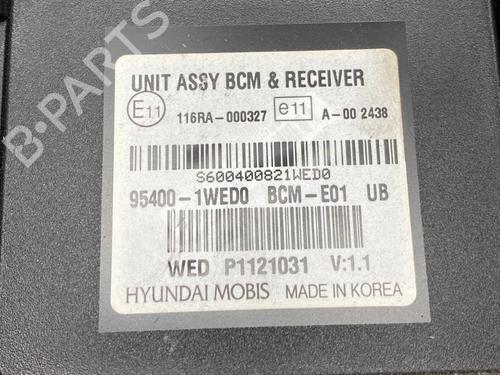 B-PARTS
UNIT ASSY BCM & RECEIVER
E11 116RA-000327 e11 A-00 2438
S600400821WED0
95400-1WED0 BCM-E01 UB
WED P1121031 V:1.1
HYUNDAI MOBIS MADE IN KOREA